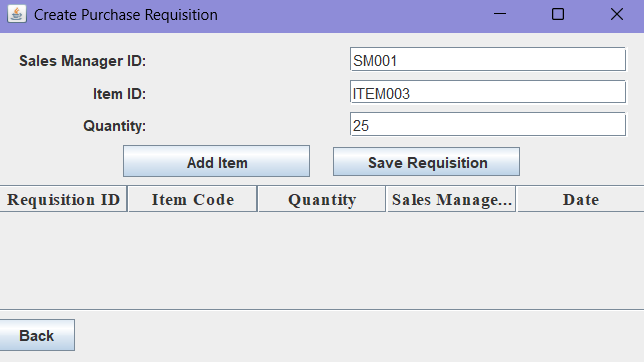 Create Purchase Requisition
Sales Manager ID: SM001
Item ID: ITEM003
Quantity: 25
Add Item Save Requisition
Requisition ID Item Code Quantity Sales Manage... Date
Back